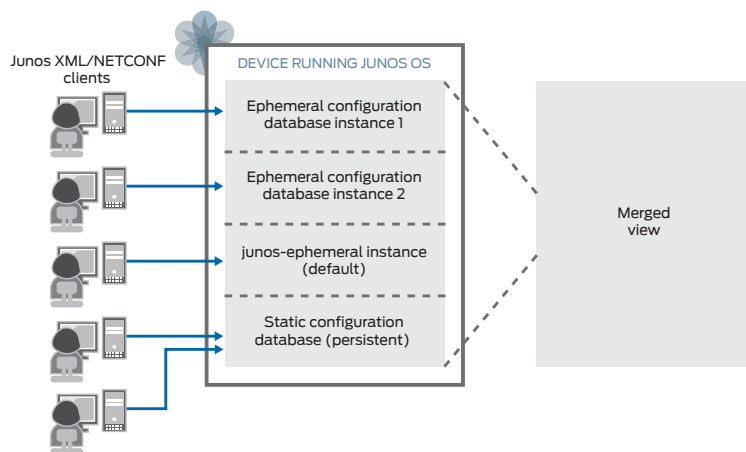 Junos XML/NETCONF
clients
DEVICE RUNNING JUNOS OS
Ephemeral configuration
database instance 1
Ephemeral configuration
database instance 2
junos-ephemeral instance
(default)
Static configuration
database (persistent)
Merged
view